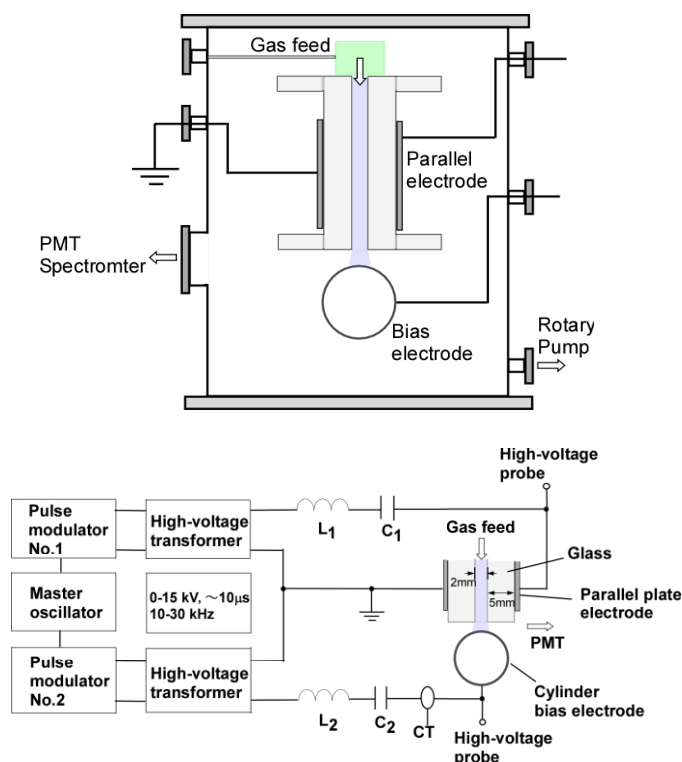 Gas feed
Parallel
electrode
PMT
Spectromter
Bias
electrode
Rotary
Pump
High-voltage
probe
Pulse
modulator
No.1
High-voltage
transformer
L1
C1
Gas feed
Glass
Master
oscillator
0-15 kV, ~10μs
10-30 kHz
2mm
5mm
Parallel plate
electrode
PMT
Pulse
modulator
No.2
High-voltage
transformer
L2
C2
CT
Cylinder
bias electrode
High-voltage
probe